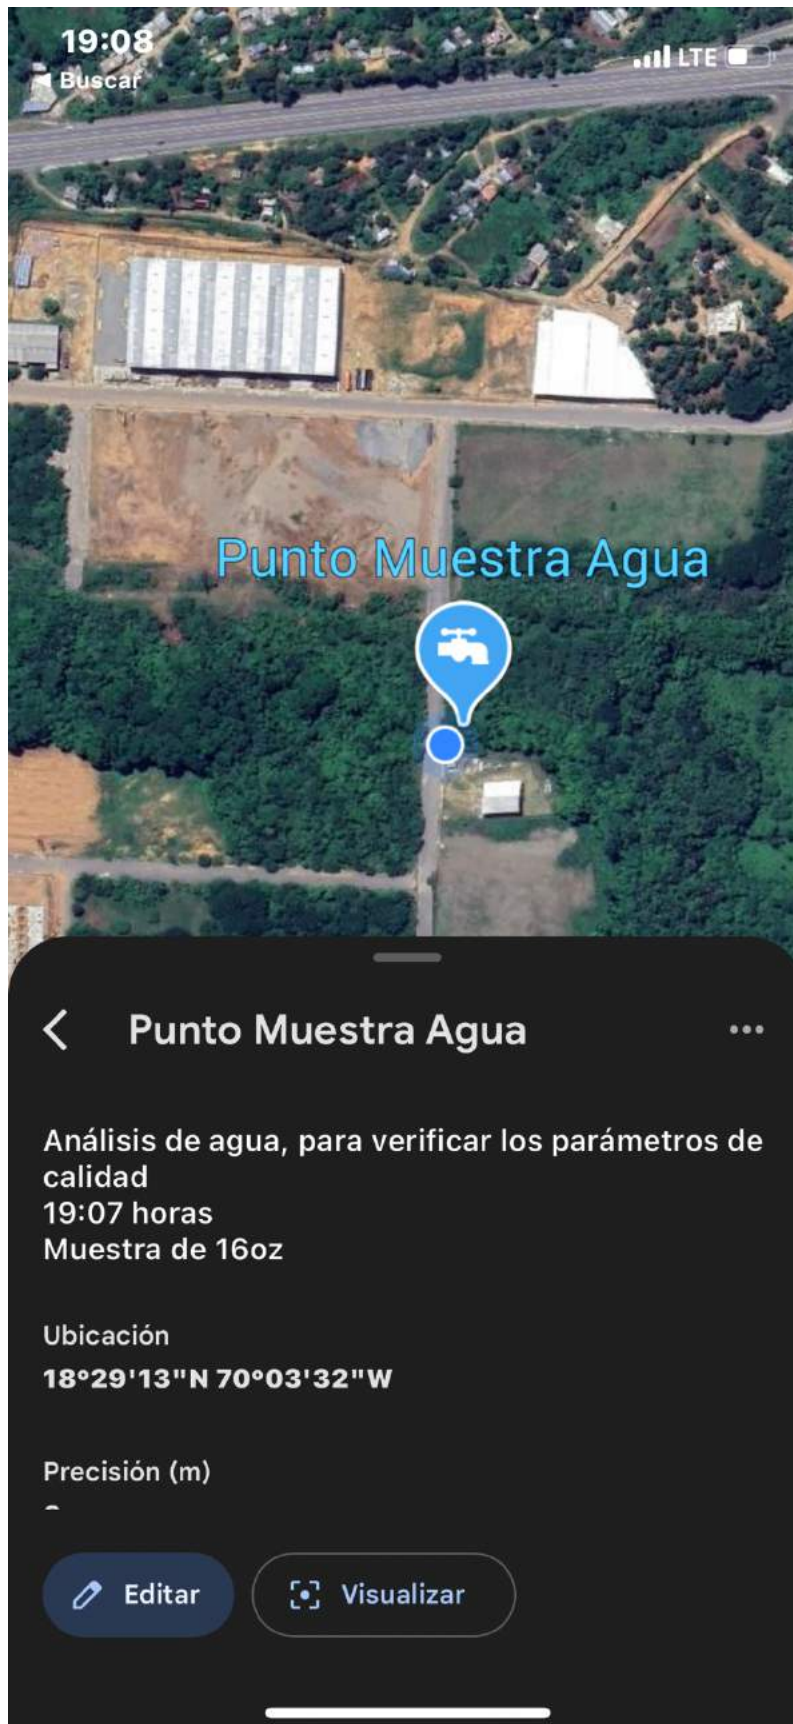 19:08
LTE
Buscar
Punto Muestra Agua
Punto Muestra Agua
Análisis de agua, para verificar los parámetros de
calidad
19:07 horas
Muestra de 16oz
Ubicación
18°29'13"N 70°03'32"W
Precisión (m)
Editar
Visualizar